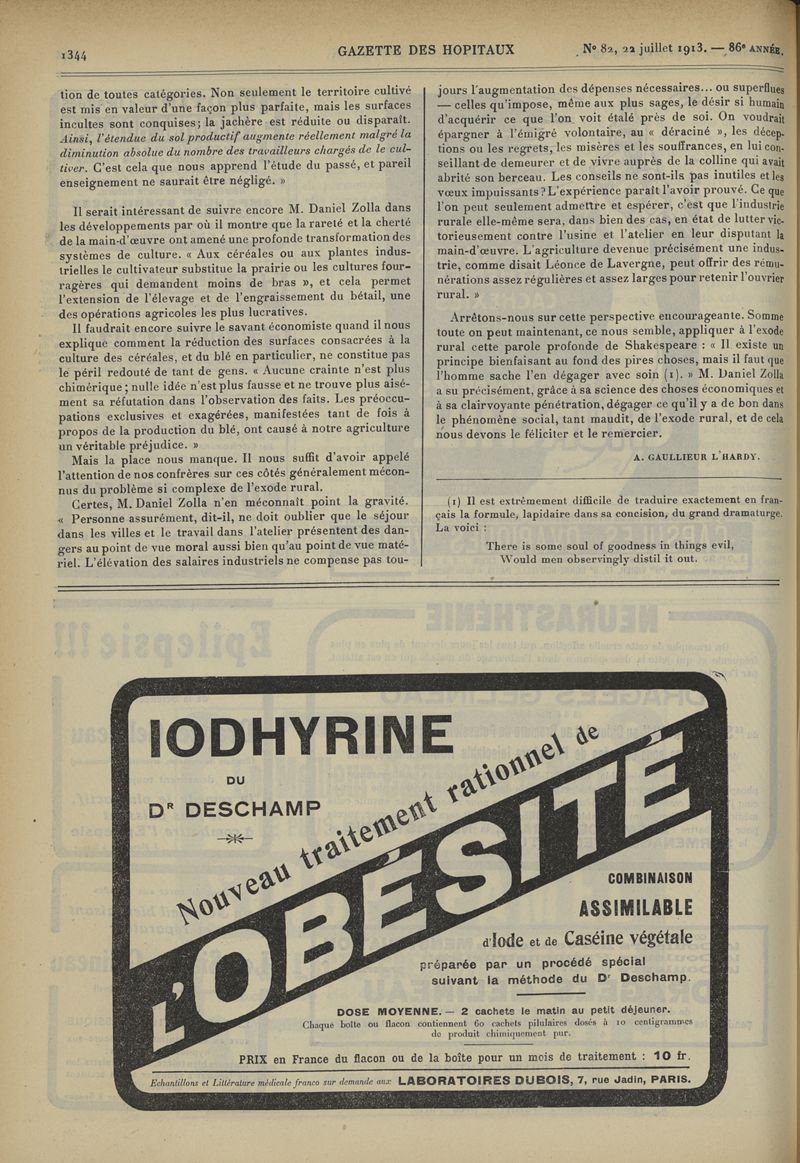 1344
GAZETTE DES HOPITAUX
N° 82, 22 juillet 1913. — 86e ANNÉE.
tion de toutes catégories. Non seulement le territoire cultivé
est mis en valeur d'une façon plus parfaite, mais les surfaces
incultes sont conquises; la jachère est réduite ou disparaît.
Ainsi, l'étendue du sol productif augmente réellement malgré la
diminution absolue du nombre des travailleurs chargés de le cul-
tiver. C'est cela que nous apprend l'étude du passé, et pareil
enseignement ne saurait être négligé. »
Il serait intéressant de suivre encore M. Daniel Zolla dans
les développements par où il montre que la rareté et la cherté
de la main-d'œuvre ont amené une profonde transformation des
systèmes de culture. « Aux céréales ou aux plantes indus-
trielles le cultivateur substitue la prairie ou les cultures four-
ragères qui demandent moins de bras », et cela permet
l'extension de l'élevage et de l'engraissement du bétail, une
des opérations agricoles les plus lucratives.
Il faudrait encore suivre le savant économiste quand il nous
explique comment la réduction des surfaces consacrées à la
culture des céréales, et du blé en particulier, ne constitue pas
le péril redouté de tant de gens. « Aucune crainte n'est plus
chimérique; nulle idée n'est plus fausse et ne trouve plus aisé-
ment sa réfutation dans l'observation des faits. Les préoccu-
pations exclusives et exagérées, manifestées tant de fois à
propos de la production du blé, ont causé à notre agriculture
un véritable préjudice. »
Mais la place nous manque. Il nous suffit d'avoir appelé
l'attention de nos confrères sur ces côtés généralement mécon-
nus du problème si complexe de l'exode rural.
Certes, M. Daniel Zolla n'en méconnaît point la gravité.
« Personne assurément, dit-il, ne doit oublier que le séjour
dans les villes et le travail dans l'atelier présentent des dan-
gers au point de vue moral aussi bien qu'au point de vue maté-
riel. L'élévation des salaires industriels ne compense pas tou-
jours l'augmentation des dépenses nécessaires... ou superflues
— celles qu'impose, même aux plus sages, le désir si humain
d'acquérir ce que l'on voit étalé près de soi. On voudrait
épargner à l'émigré volontaire, au « déraciné », les décep-
tions ou les regrets, les misères et les souffrances, en lui con-
seillant de demeurer et de vivre auprès de la colline qui avait
abrité son berceau. Les conseils ne sont-ils pas inutiles et les
vœux impuissants? L'expérience paraît l'avoir prouvé. Ce que
l'on peut seulement admettre et espérer, c'est que l'industrie
rurale elle-même sera, dans bien des cas, en état de lutter vic-
torieusement contre l'usine et l'atelier en leur disputant la
main-d'œuvre. L'agriculture devenue précisément une indus-
trie, comme disait Léonce de Lavergne, peut offrir des rému-
nérations assez régulières et assez larges pour retenir l'ouvrier
rural. »
Arrêtons-nous sur cette perspective encourageante. Somme
toute on peut maintenant, ce nous semble, appliquer à l'exode
rural cette parole profonde de Shakespeare : « Il existe un
principe bienfaisant au fond des pires choses, mais il faut que
l'homme sache l'en dégager avec soin (1). » M. Daniel Zolla
a su précisément, grâce à sa science des choses économiques et
à sa clairvoyante pénétration, dégager ce qu'il y a de bon dans
le phénomène social, tant maudit, de l'exode rural, et de cela
nous devons le féliciter et le remercier.
A. GAULLIEUR L'HARDY.
(1) Il est extrêmement difficile de traduire exactement en fran-
çais la formule, lapidaire dans sa concision, du grand dramaturge.
La voici :
There is some soul of goodness in things evil,
Would men observingly distil it out.
IODHYRINE
DU
DR DESCHAMP
Nouveau traitement rationnel de
L'OBÉSITÉ
COMBINAISON
ASSIMILABLE
d'Iode et de Caséine végétale
préparée par un procédé spécial
suivant la méthode du Dr Deschamp.
DOSE MOYENNE. — 2 cachets le matin au petit déjeuner.
Chaque boîte ou flacon contiennent 60 cachets pilulaires dosés à 10 centigrammes
de produit chimiquement pur.
PRIX en France du flacon ou de la boîte pour un mois de traitement : 10 fr.
Echantillons et Littérature médicale franco sur demande aux LABORATOIRES DUBOIS, 7, rue Jadin, PARIS.